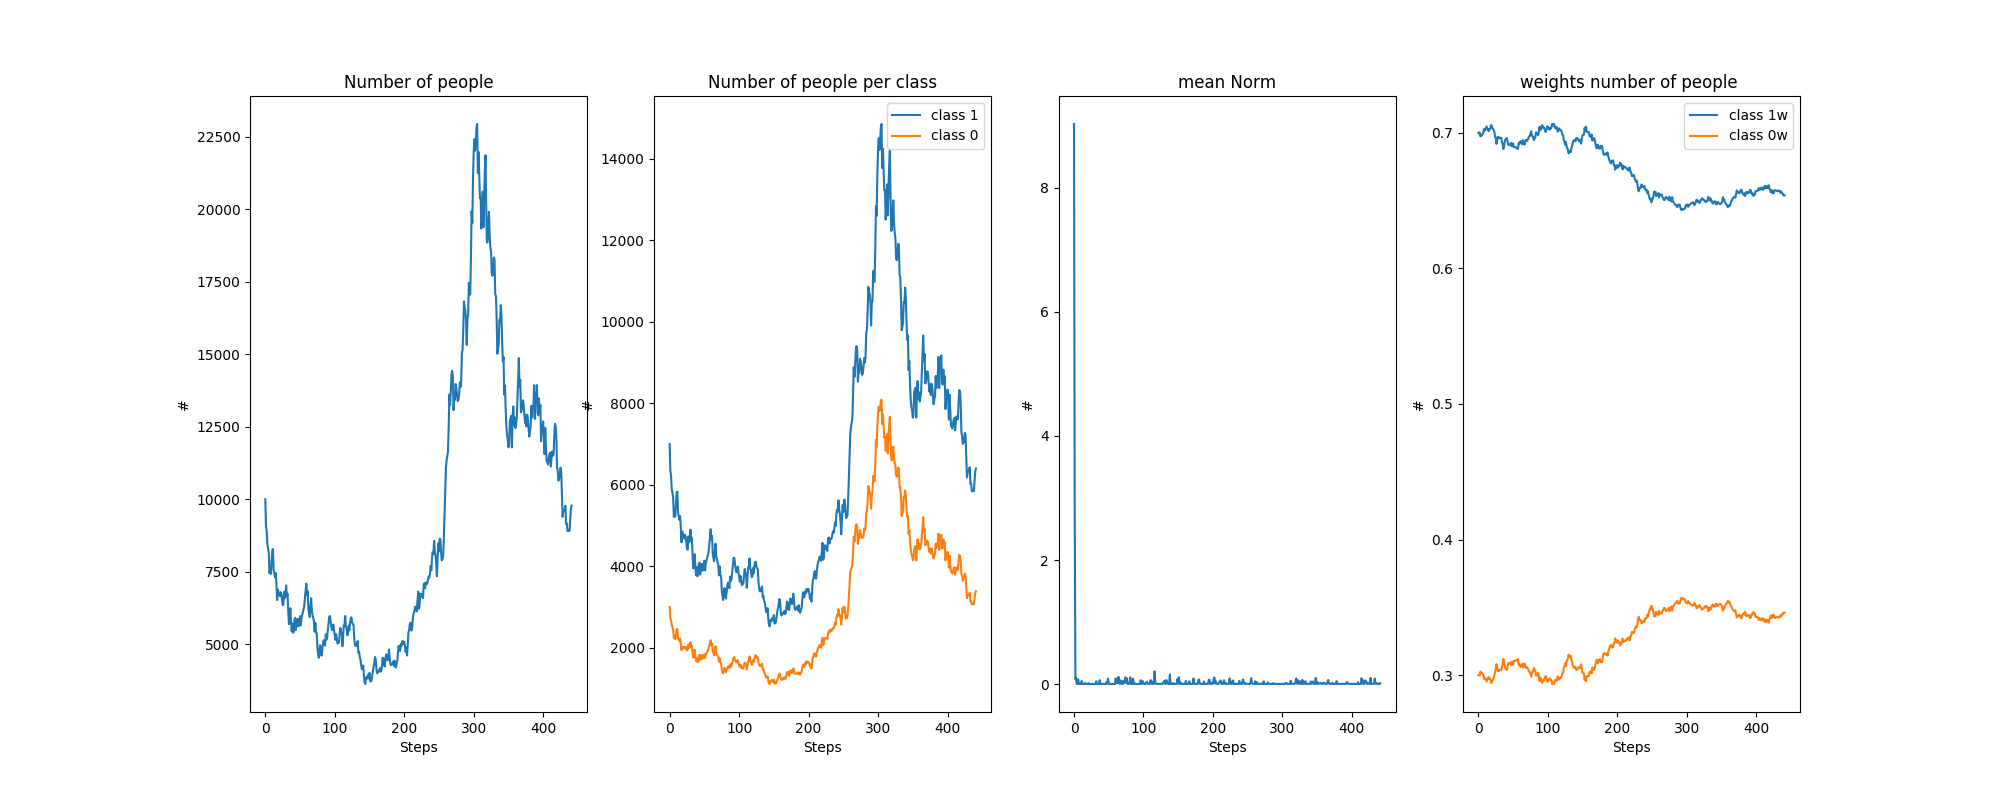 Number of people
22500
20000
17500
15000
12500
10000
7500
5000
#
0 100 200 300 400
Steps
Number of people per class
class 1
class 0
14000
12000
10000
8000
6000
4000
2000
#
0 100 200 300 400
Steps
mean Norm
8
6
4
2
0
#
0 100 200 300 400
Steps
weights number of people
class 1w
class 0w
0.7
0.6
0.5
0.4
0.3
#
0 100 200 300 400
Steps